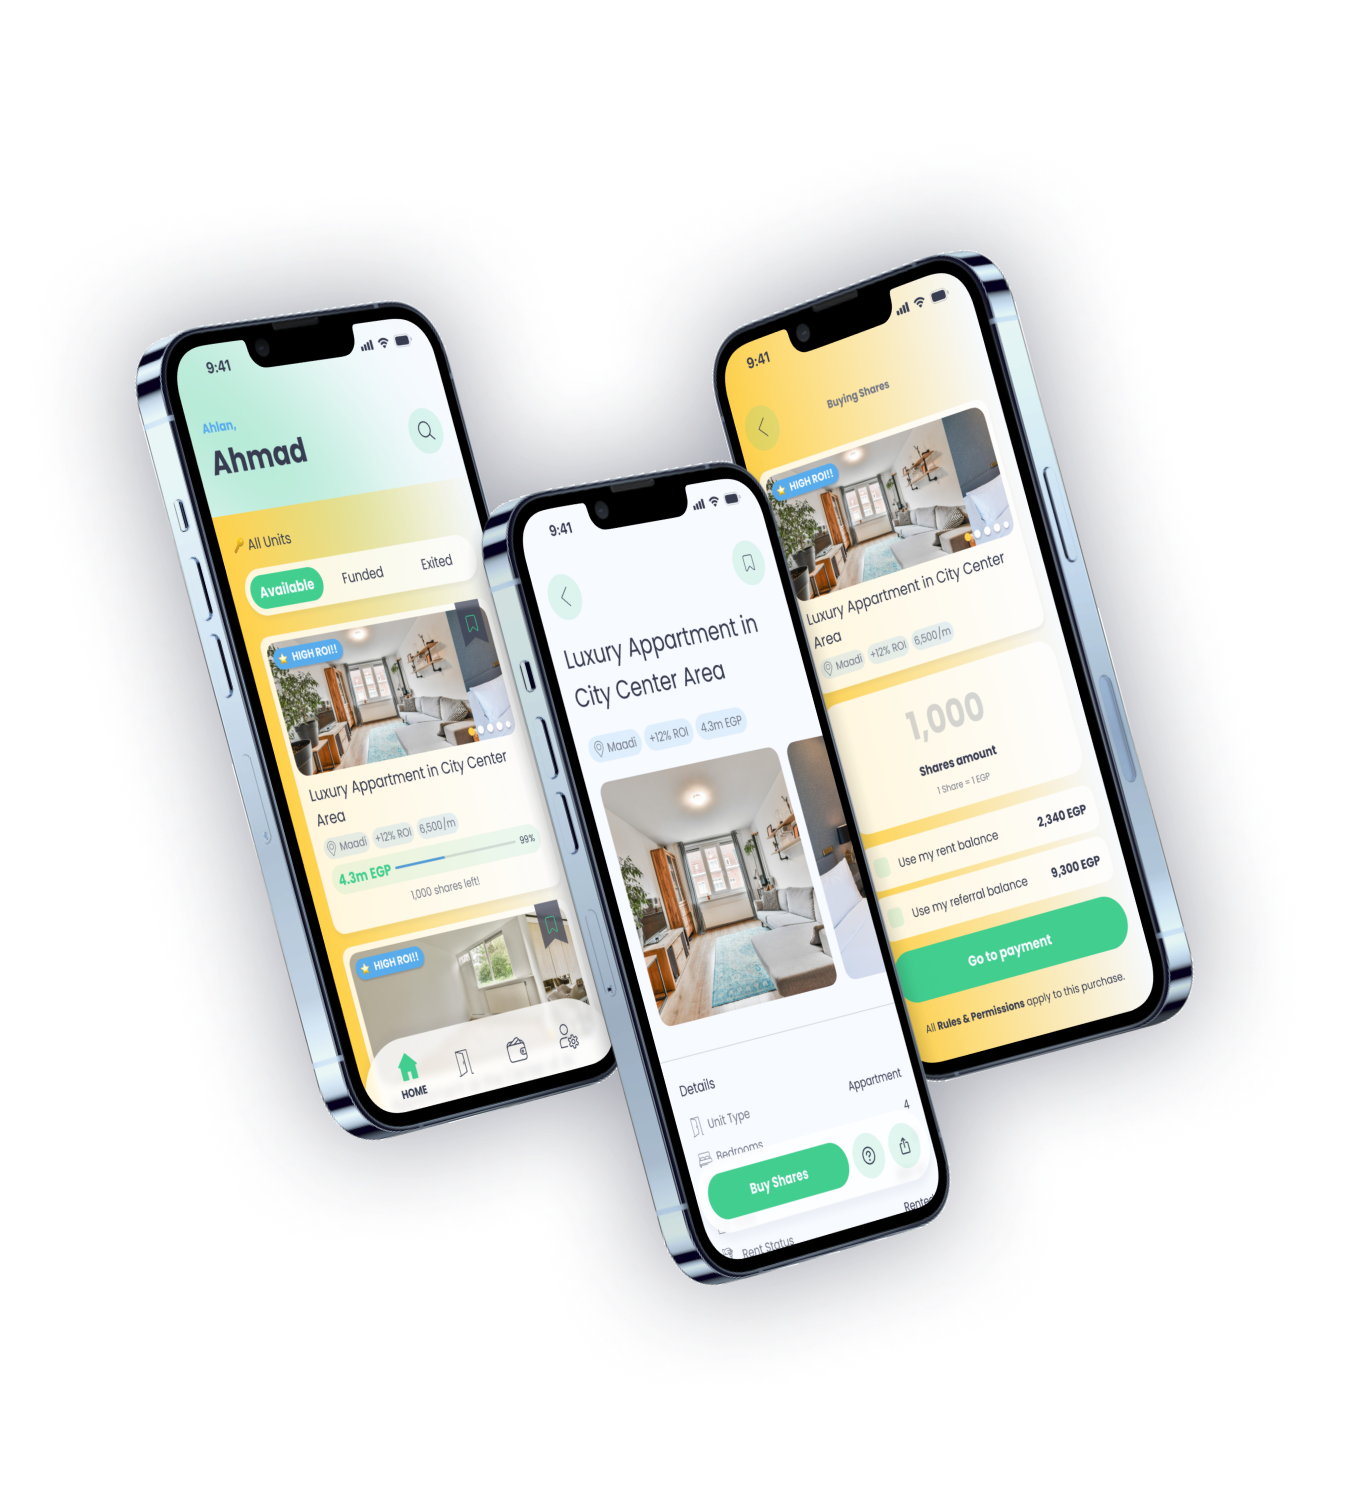 9:41
Ahlan,
Ahmad
All Units
Available
Funded
Exited
HIGH ROI!!
Luxury Appartment in City Center
Area
Maadi
+12% ROI
6,500/m
4.3m EGP
99%
1,000 shares left!
HIGH ROI!!
HOME
9:41
Luxury Appartment in
City Center Area
Maadi
+12% ROI
4.3m EGP
Details
Unit Type
Appartment
Bedrooms
4
Buy Shares
Rent Status
Rented
9:41
Buying Shares
HIGH ROI!!
Luxury Appartment in City Center
Area
Maadi
+12% ROI
6,500/m
1,000
Shares amount
1 Share = 1 EGP
Use my rent balance
2,340 EGP
Use my referral balance
9,300 EGP
Go to payment
All Rules & Permissions apply to this purchase.